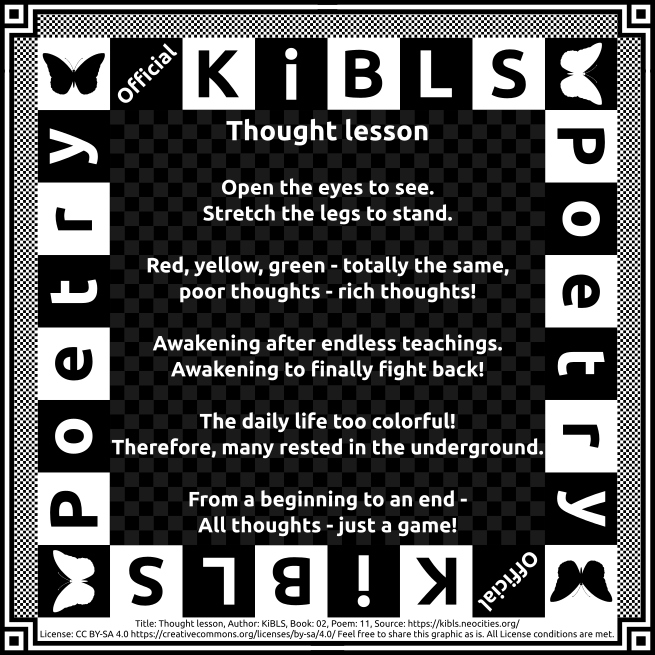 Official KiBLS
Poetry
Poetry
Thought lesson
Open the eyes to see.
Stretch the legs to stand.
Red, yellow, green - totally the same,
poor thoughts - rich thoughts!
Awakening after endless teachings.
Awakening to finally fight back!
The daily life too colorful!
Therefore, many rested in the underground.
From a beginning to an end -
All thoughts - just a game!
Official KiBLS
Title: Thought lesson, Author: KiBLS, Book: 02, Poem: 11, Source: https://kibls.neocities.org/
License: CC BY-SA 4.0 https://creativecommons.org/licenses/by-sa/4.0/ Feel free to share this graphic as is. All License conditions are met.